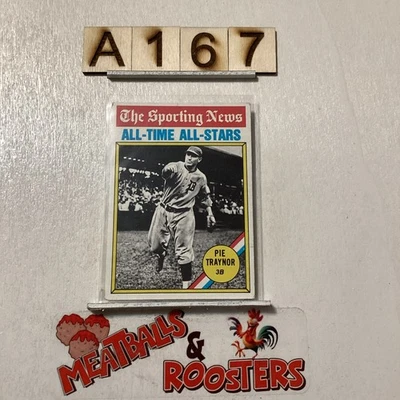 A167
The Sporting News
ALL-TIME ALL-STARS
PIE
TRAYNOR
3B
MEATBALLS
&
ROOSTERS